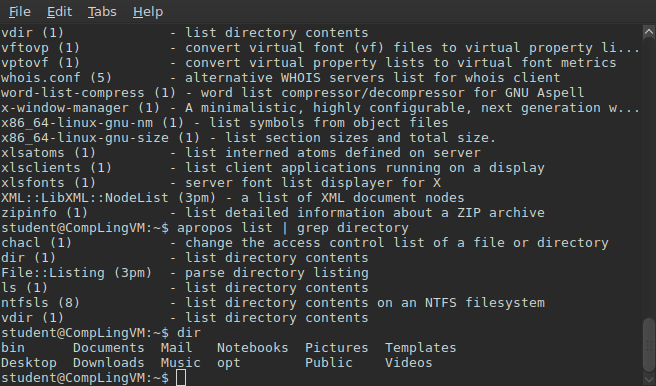 File Edit Tabs Help
vdir (1)             - list directory contents
vftovp (1)           - convert virtual font (vf) files to virtual property li...
vptovf (1)           - convert virtual property lists to virtual font metrics
whois.conf (5)       - alternative WHOIS servers list for whois client
word-list-compress (1) - word list compressor/decompressor for GNU Aspell
x-window-manager (1) - A minimalistic, highly configurable, next generation w...
x86_64-linux-gnu-nm (1) - list symbols from object files
x86_64-linux-gnu-size (1) - list section sizes and total size.
xlsatoms (1)         - list interned atoms defined on server
xlsclients (1)       - list client applications running on a display
xlsfonts (1)         - server font list displayer for X
XML::LibXML::NodeList (3pm) - a list of XML document nodes
zipinfo (1)          - list detailed information about a ZIP archive
student@CompLingVM:~$ apropos list | grep directory
chacl (1)            - change the access control list of a file or directory
dir (1)              - list directory contents
File::Listing (3pm)  - parse directory listing
ls (1)               - list directory contents
ntfsls (8)           - list directory contents on an NTFS filesystem
vdir (1)             - list directory contents
student@CompLingVM:~$ dir
bin      Documents  Mail   Notebooks  Pictures  Templates
Desktop  Downloads  Music  opt        Public    Videos
student@CompLingVM:~$